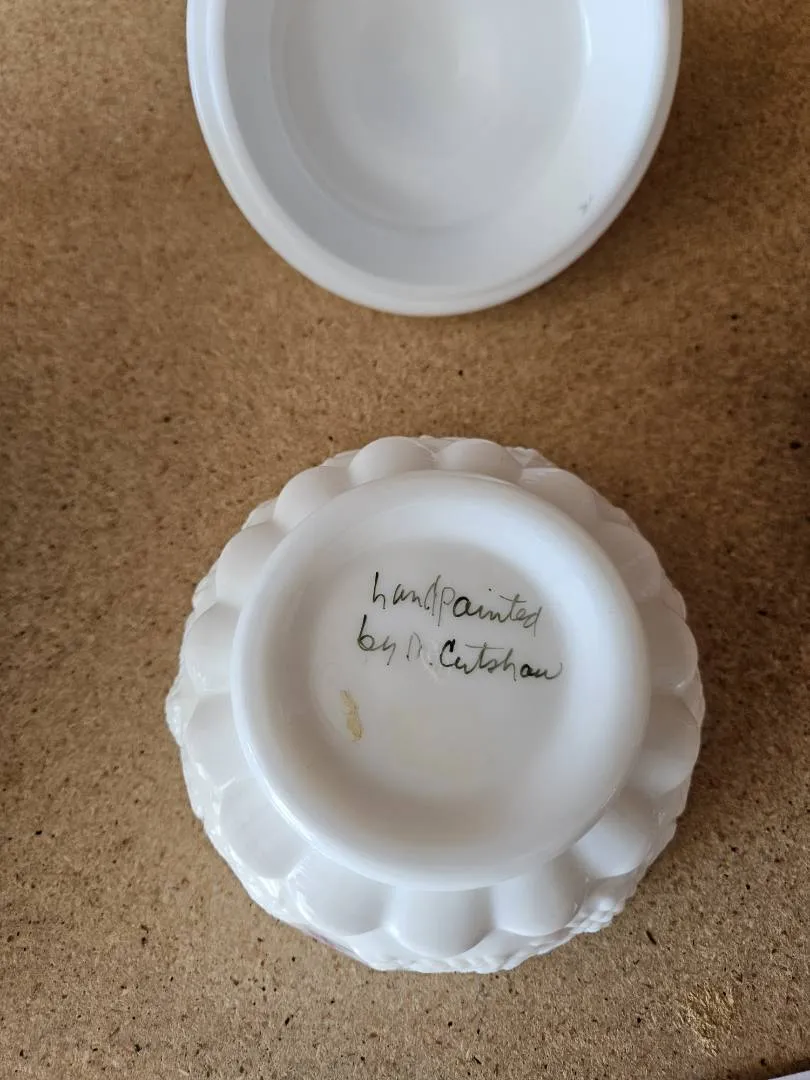 handpainted
by D. Cutshaw